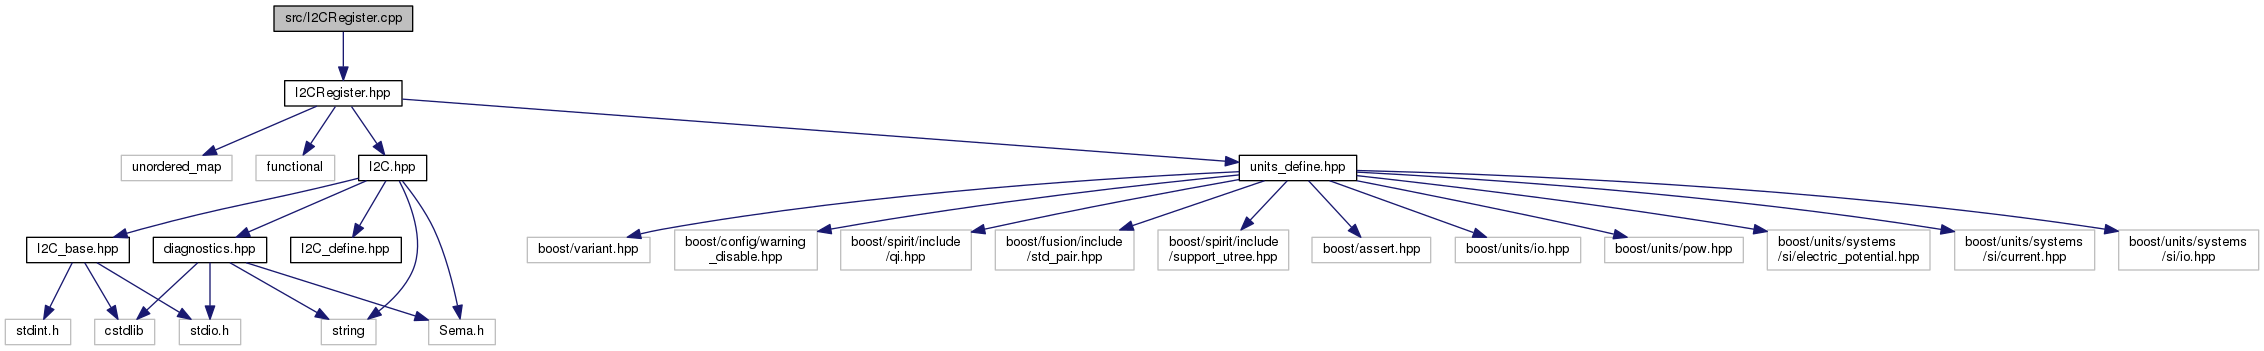 src/I2CRegister.cpp
I2CRegister.hpp
unordered_map
functional
I2C.hpp
units_define.hpp
I2C_base.hpp
diagnostics.hpp
I2C_define.hpp
boost/variant.hpp
boost/config/warning
_disable.hpp
boost/spirit/include
/qi.hpp
boost/fusion/include
/std_pair.hpp
boost/spirit/include
/support_utree.hpp
boost/assert.hpp
boost/units/io.hpp
boost/units/pow.hpp
boost/units/systems
/si/electric_potential.hpp
boost/units/systems
/si/current.hpp
boost/units/systems
/si/io.hpp
stdint.h
cstdlib
stdio.h
string
Sema.h